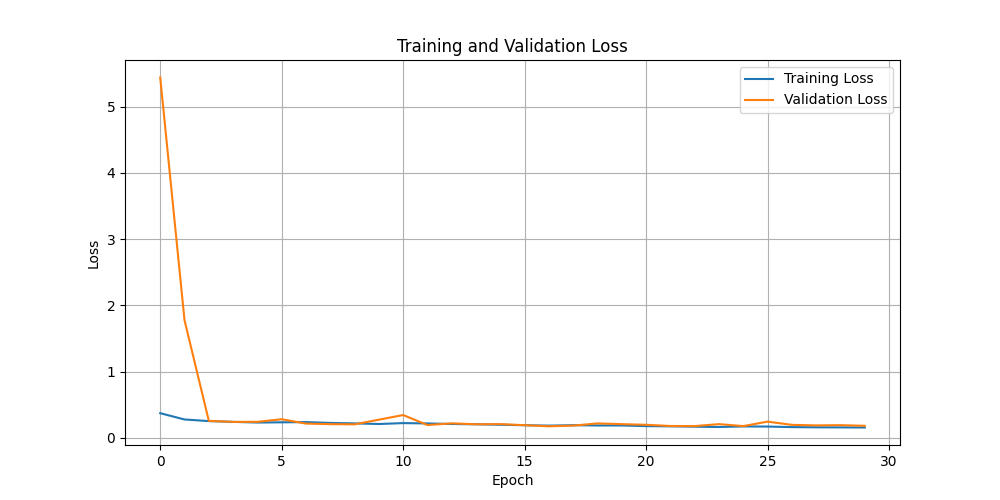 Training and Validation Loss
Training Loss
Validation Loss
5
4
3
2
1
0
Loss
0 5 10 15 20 25 30
Epoch